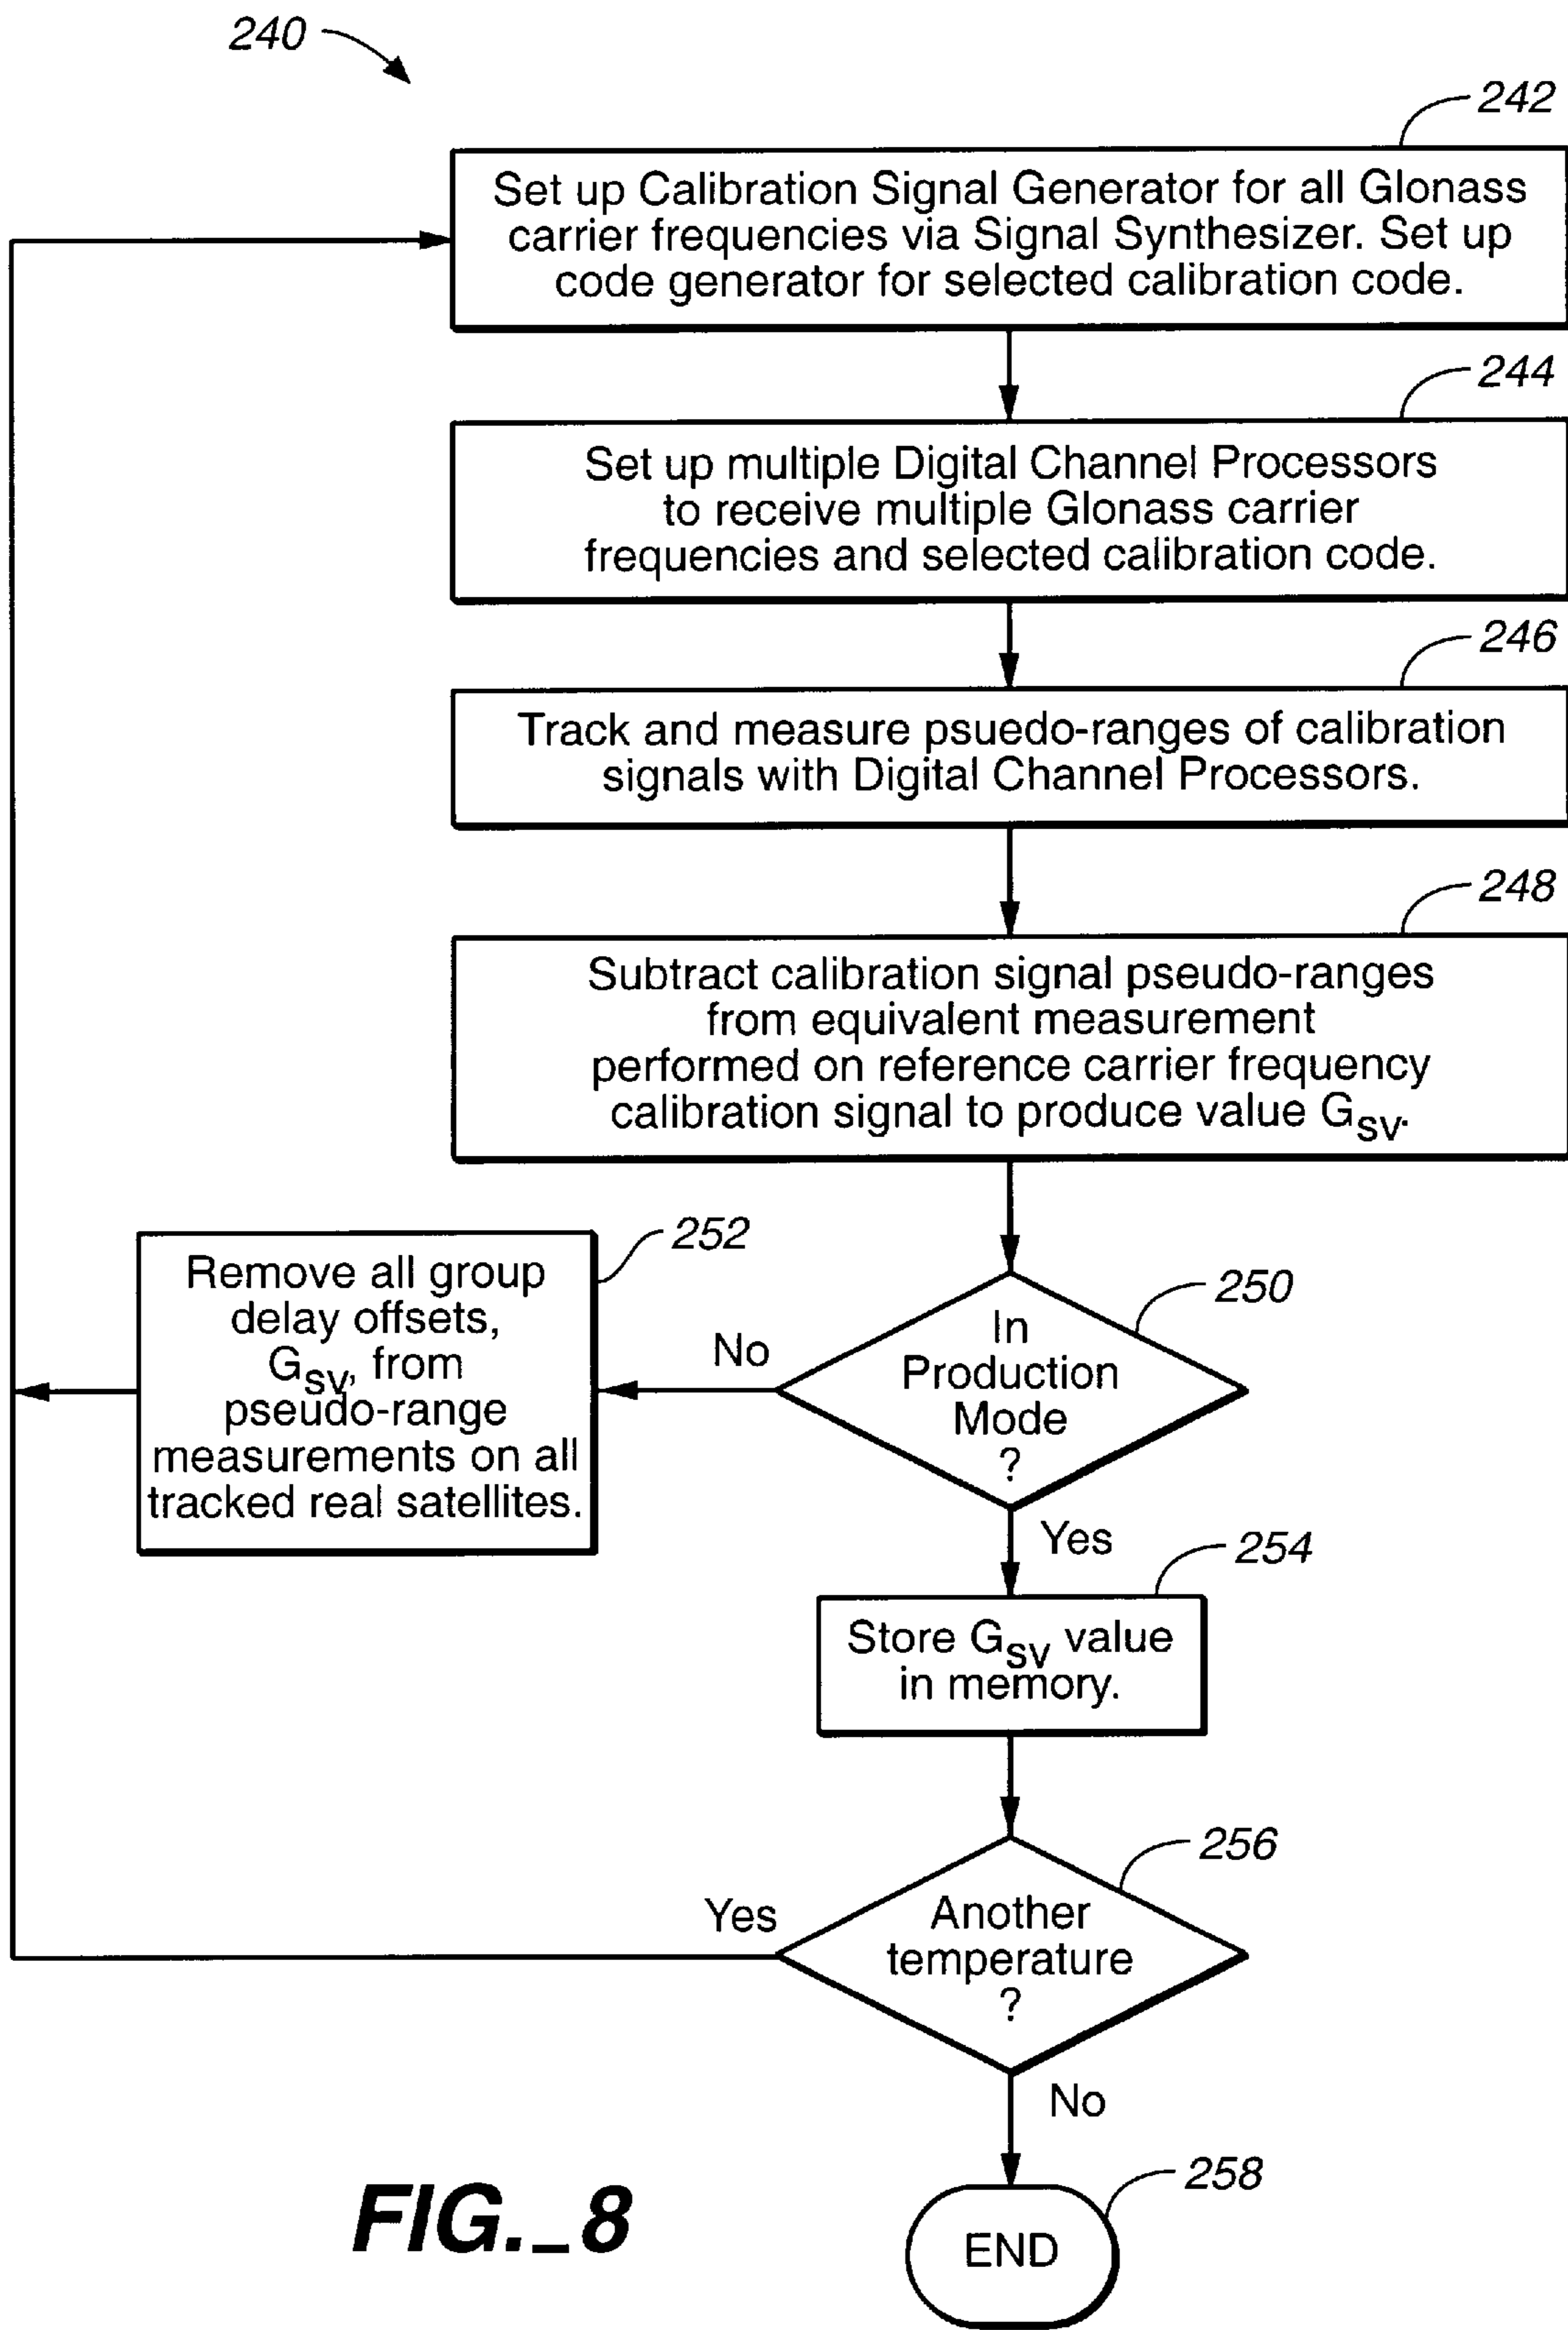 240
242
Set up Calibration Signal Generator for all Glonass
carrier frequencies via Signal Synthesizer. Set up
code generator for selected calibration code.
244
Set up multiple Digital Channel Processors
to receive multiple Glonass carrier
frequencies and selected calibration code.
246
Track and measure psuedo-ranges of calibration
signals with Digital Channel Processors.
248
Subtract calibration signal pseudo-ranges
from equivalent measurement
performed on reference carrier frequency
calibration signal to produce value GSV.
252
Remove all group
delay offsets,
GSV, from
pseudo-range
measurements on all
tracked real satellites.
250
No
In
Production
Mode
?
Yes
254
Store GSV value
in memory.
256
Yes
Another
temperature
?
No
258
END
FIG._8